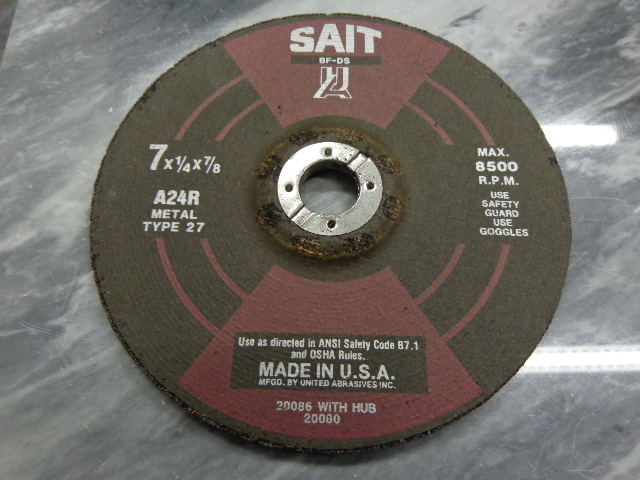 SAIT
BF-DS
7x1/4x7/8
A24R
METAL
TYPE 27
MAX.
8500
R.P.M.
USE
SAFETY
GUARD
USE
GOGGLES
Use as directed in ANSI Safety Code B7.1
and OSHA Rules.
MADE IN U.S.A.
MFGD. BY UNITED ABRASIVES INC.
20086 WITH HUB
20080